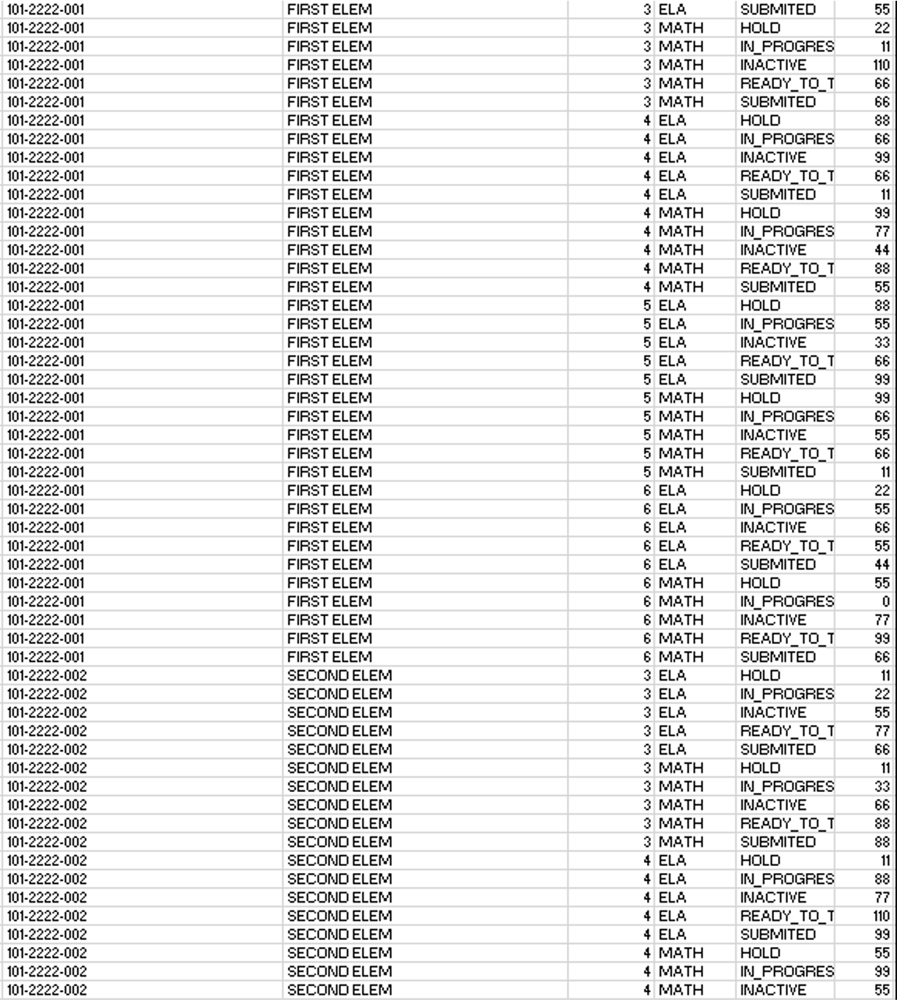 101-2222-001 FIRST ELEM 3 ELA SUBMITED 55
101-2222-001 FIRST ELEM 3 MATH HOLD 22
101-2222-001 FIRST ELEM 3 MATH IN_PROGRES 11
101-2222-001 FIRST ELEM 3 MATH INACTIVE 110
101-2222-001 FIRST ELEM 3 MATH READY_TO_T 66
101-2222-001 FIRST ELEM 3 MATH SUBMITED 66
101-2222-001 FIRST ELEM 4 ELA HOLD 88
101-2222-001 FIRST ELEM 4 ELA IN_PROGRES 66
101-2222-001 FIRST ELEM 4 ELA INACTIVE 99
101-2222-001 FIRST ELEM 4 ELA READY_TO_T 66
101-2222-001 FIRST ELEM 4 ELA SUBMITED 11
101-2222-001 FIRST ELEM 4 MATH HOLD 99
101-2222-001 FIRST ELEM 4 MATH IN_PROGRES 77
101-2222-001 FIRST ELEM 4 MATH INACTIVE 44
101-2222-001 FIRST ELEM 4 MATH READY_TO_T 88
101-2222-001 FIRST ELEM 4 MATH SUBMITED 55
101-2222-001 FIRST ELEM 5 ELA HOLD 88
101-2222-001 FIRST ELEM 5 ELA IN_PROGRES 55
101-2222-001 FIRST ELEM 5 ELA INACTIVE 33
101-2222-001 FIRST ELEM 5 ELA READY_TO_T 66
101-2222-001 FIRST ELEM 5 ELA SUBMITED 99
101-2222-001 FIRST ELEM 5 MATH HOLD 99
101-2222-001 FIRST ELEM 5 MATH IN_PROGRES 66
101-2222-001 FIRST ELEM 5 MATH INACTIVE 55
101-2222-001 FIRST ELEM 5 MATH READY_TO_T 66
101-2222-001 FIRST ELEM 5 MATH SUBMITED 11
101-2222-001 FIRST ELEM 6 ELA HOLD 22
101-2222-001 FIRST ELEM 6 ELA IN_PROGRES 55
101-2222-001 FIRST ELEM 6 ELA INACTIVE 66
101-2222-001 FIRST ELEM 6 ELA READY_TO_T 55
101-2222-001 FIRST ELEM 6 ELA SUBMITED 44
101-2222-001 FIRST ELEM 6 MATH HOLD 55
101-2222-001 FIRST ELEM 6 MATH IN_PROGRES 0
101-2222-001 FIRST ELEM 6 MATH INACTIVE 77
101-2222-001 FIRST ELEM 6 MATH READY_TO_T 99
101-2222-001 FIRST ELEM 6 MATH SUBMITED 66
101-2222-002 SECOND ELEM 3 ELA HOLD 11
101-2222-002 SECOND ELEM 3 ELA IN_PROGRES 22
101-2222-002 SECOND ELEM 3 ELA INACTIVE 55
101-2222-002 SECOND ELEM 3 ELA READY_TO_T 77
101-2222-002 SECOND ELEM 3 ELA SUBMITED 66
101-2222-002 SECOND ELEM 3 MATH HOLD 11
101-2222-002 SECOND ELEM 3 MATH IN_PROGRES 33
101-2222-002 SECOND ELEM 3 MATH INACTIVE 66
101-2222-002 SECOND ELEM 3 MATH READY_TO_T 88
101-2222-002 SECOND ELEM 3 MATH SUBMITED 88
101-2222-002 SECOND ELEM 4 ELA HOLD 11
101-2222-002 SECOND ELEM 4 ELA IN_PROGRES 88
101-2222-002 SECOND ELEM 4 ELA INACTIVE 77
101-2222-002 SECOND ELEM 4 ELA READY_TO_T 110
101-2222-002 SECOND ELEM 4 ELA SUBMITED 99
101-2222-002 SECOND ELEM 4 MATH HOLD 55
101-2222-002 SECOND ELEM 4 MATH IN_PROGRES 99
101-2222-002 SECOND ELEM 4 MATH INACTIVE 55